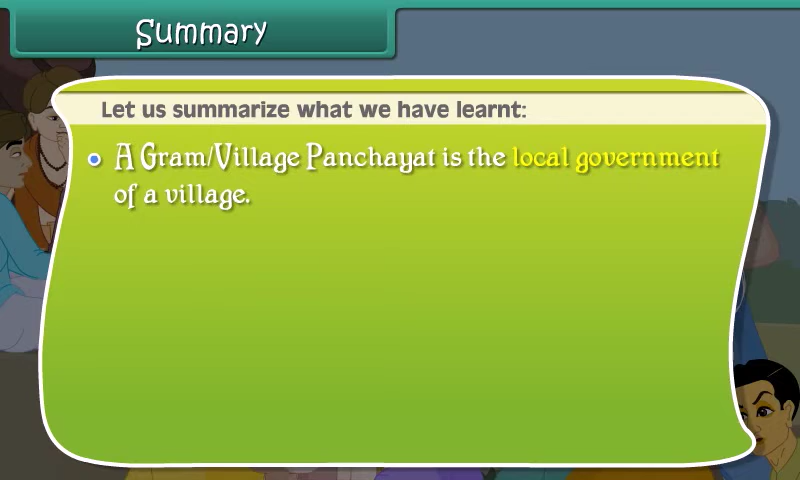 Summary
Let us summarize what we have learnt:
A Gram/Village Panchayat is the local government
of a village.